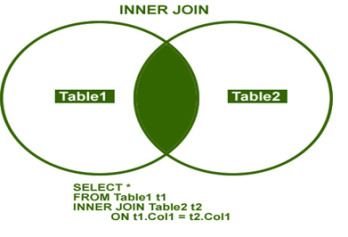 INNER JOIN
Table1
Table2
SELECT *
FROM Table1 t1
INNER JOIN Table2 t2
ON t1.Col1 = t2.Col1